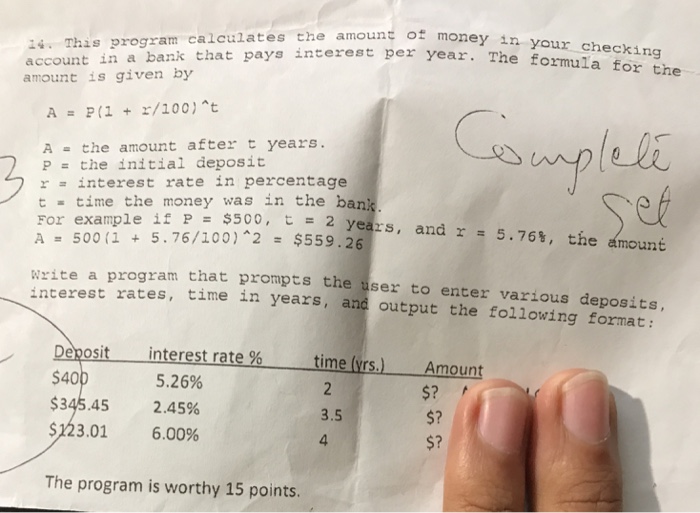 14. This program calculates the amount of money in your checking
account in a bank that pays interest per year. The formula for the
amount is given by
A = P(1 + r/100)^t
A = the amount after t years.
P = the initial deposit
r = interest rate in percentage
t = time the money was in the bank.
For example if P = $500, t = 2 years, and r = 5.76%, the amount
A = 500(1 + 5.76/100)^2 = $559.26
Complete
set
3
Write a program that prompts the user to enter various deposits,
interest rates, time in years, and output the following format:
Deposit interest rate % time (yrs.) Amount
$400 5.26% 2 $?
$345.45 2.45% 3.5 $?
$123.01 6.00% 4 $?
The program is worthy 15 points.